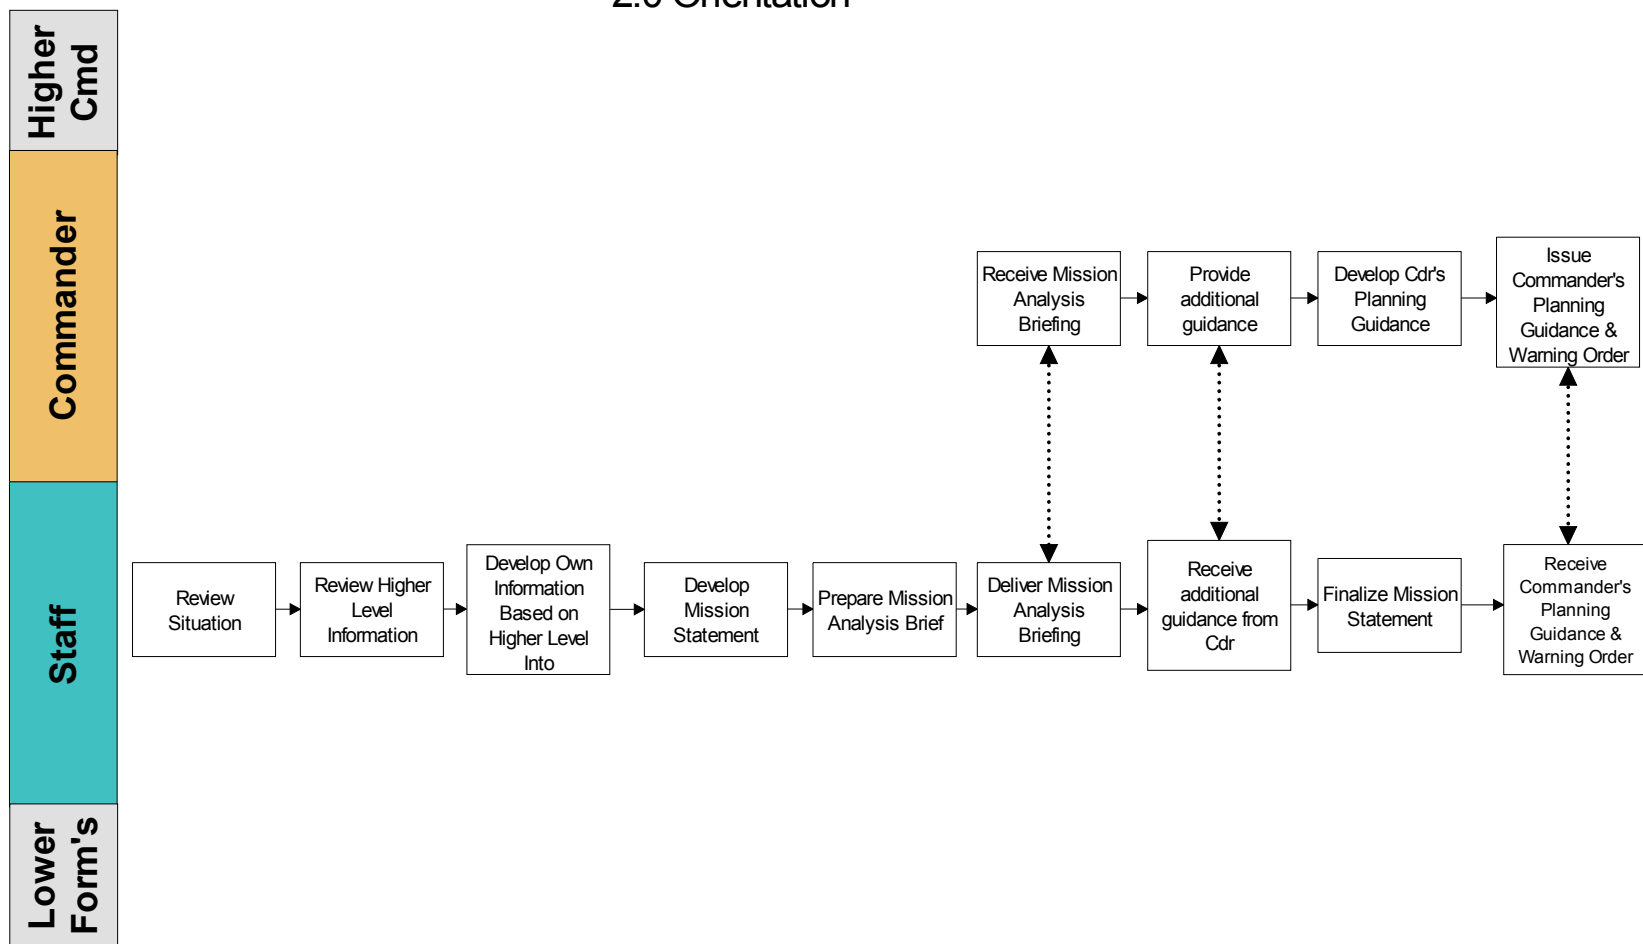 2.0 Orientation
Higher
Cmd
Commander
Receive Mission
Analysis
Briefing
Provide
additional
guidance
Develop Cdr's
Planning
Guidance
Issue
Commander's
Planning
Guidance &
Warning Order
Staff
Review
Situation
Review Higher
Level
Information
Develop Own
Information
Based on
Higher Level
Into
Develop
Mission
Statement
Prepare Mission
Analysis Brief
Deliver Mission
Analysis
Briefing
Receive
additional
guidance from
Cdr
Finalize Mission
Statement
Receive
Commander's
Planning
Guidance &
Warning Order
Lower
Form's